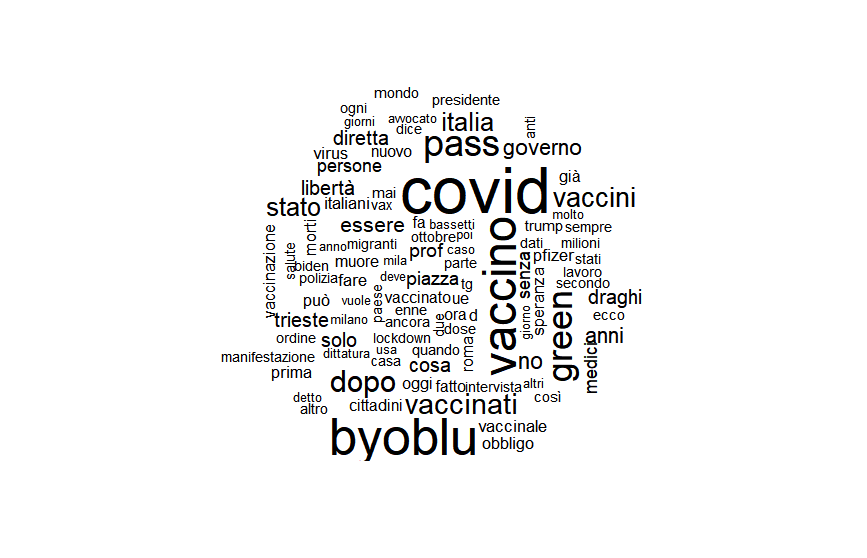 mondo
ogni
presidente
giorni
avvocato
dice
italia
anti
diretta
pass
governo
virus
nuovo
persone
già
libertà
mai
covid
vaccini
stato
italiani
vax
molto
essere
fa
bassetti
trump
sempre
vaccinazione
morti
ottobre
poi
vaccino
dati
milioni
salute
anno
migranti
prof
caso
senza
pfizer
stati
biden
muore
mila
parte
lavoro
polizia
fare
deve
piazza
tg
speranza
secondo
può
vuole
paese
vaccinato
ue
green
draghi
trieste
milano
enne
ora
d
giorno
ecco
ancora
due
dose
anni
ordine
solo
lockdown
roma
manifestazione
dittatura
usa
quando
no
medici
prima
casa
cosa
dopo
oggi
fatto
intervista
altri
detto
così
altro
cittadini
vaccinati
byoblu
vaccinale
obbligo